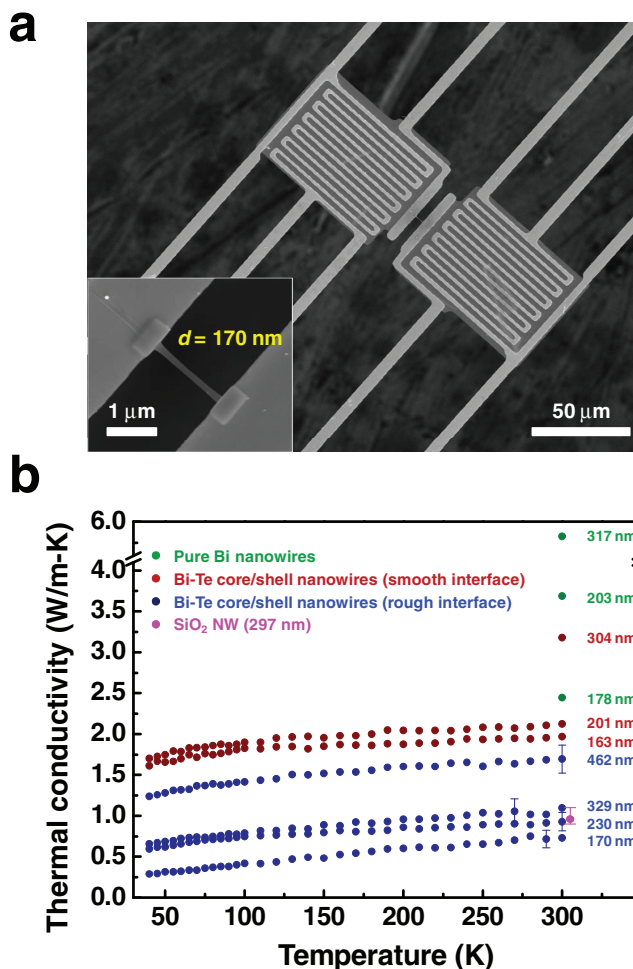 a
d = 170 nm
1 μm
50 μm
b
Thermal conductivity (W/m-K)
6.0
4.0
3.5
3.0
2.5
2.0
1.5
1.0
0.5
0.0
Pure Bi nanowires
Bi-Te core/shell nanowires (smooth interface)
Bi-Te core/shell nanowires (rough interface)
SiO₂ NW (297 nm)
317 nm
203 nm
304 nm
178 nm
201 nm
163 nm
462 nm
329 nm
230 nm
170 nm
50 100 150 200 250 300
Temperature (K)